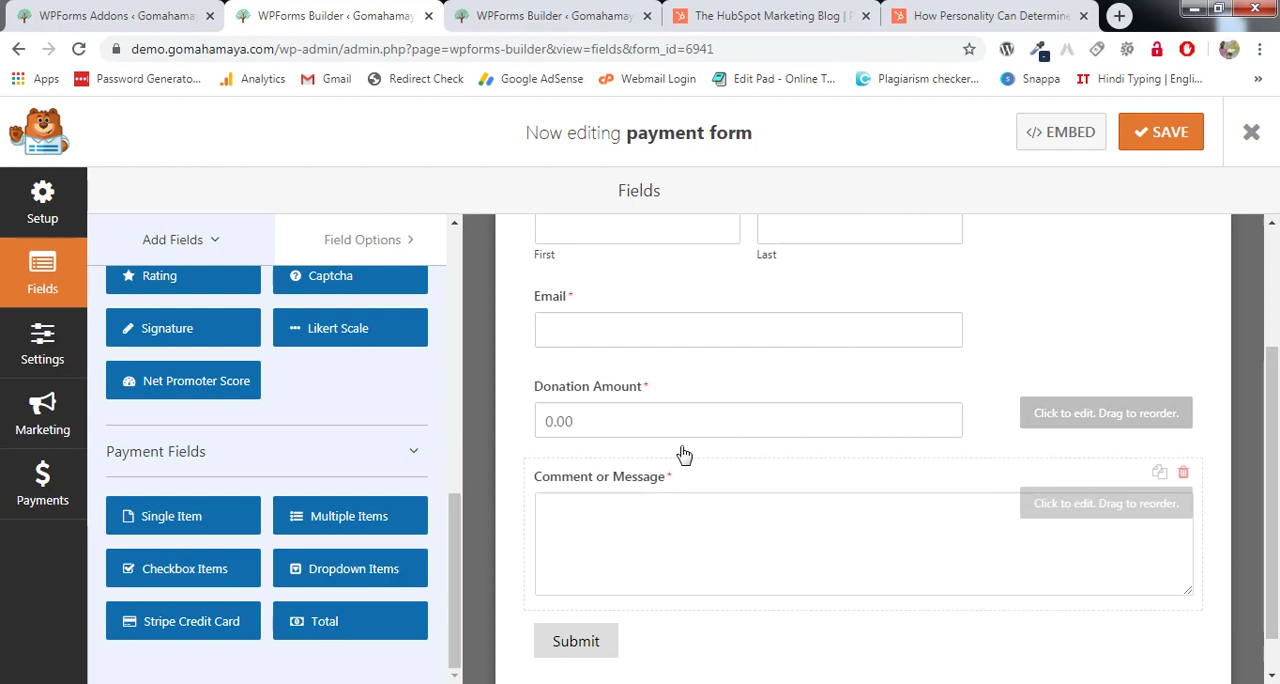 WPForms Addons ‹ Gomahamay
WPForms Builder ‹ Gomahamay
WPForms Builder ‹ Gomahamay
The HubSpot Marketing Blog | F
How Personality Can Determine
demo.gomahamaya.com/wp-admin/admin.php?page=wpforms-builder&view=fields&form_id=6941
Apps
Password Generato...
Analytics
Gmail
Redirect Check
Google AdSense
Webmail Login
Edit Pad - Online T...
Plagiarism checker...
Snappa
IT Hindi Typing | Engl...
»
Now editing payment form
</> EMBED
SAVE
Fields
Setup
Fields
Settings
Marketing
Payments
Add Fields
Field Options
Rating
Captcha
Signature
Likert Scale
Net Promoter Score
Payment Fields
Single Item
Multiple Items
Checkbox Items
Dropdown Items
Stripe Credit Card
Total
First
Last
Email *
Donation Amount *
0.00
Click to edit. Drag to reorder.
Comment or Message *
Click to edit. Drag to reorder.
Submit